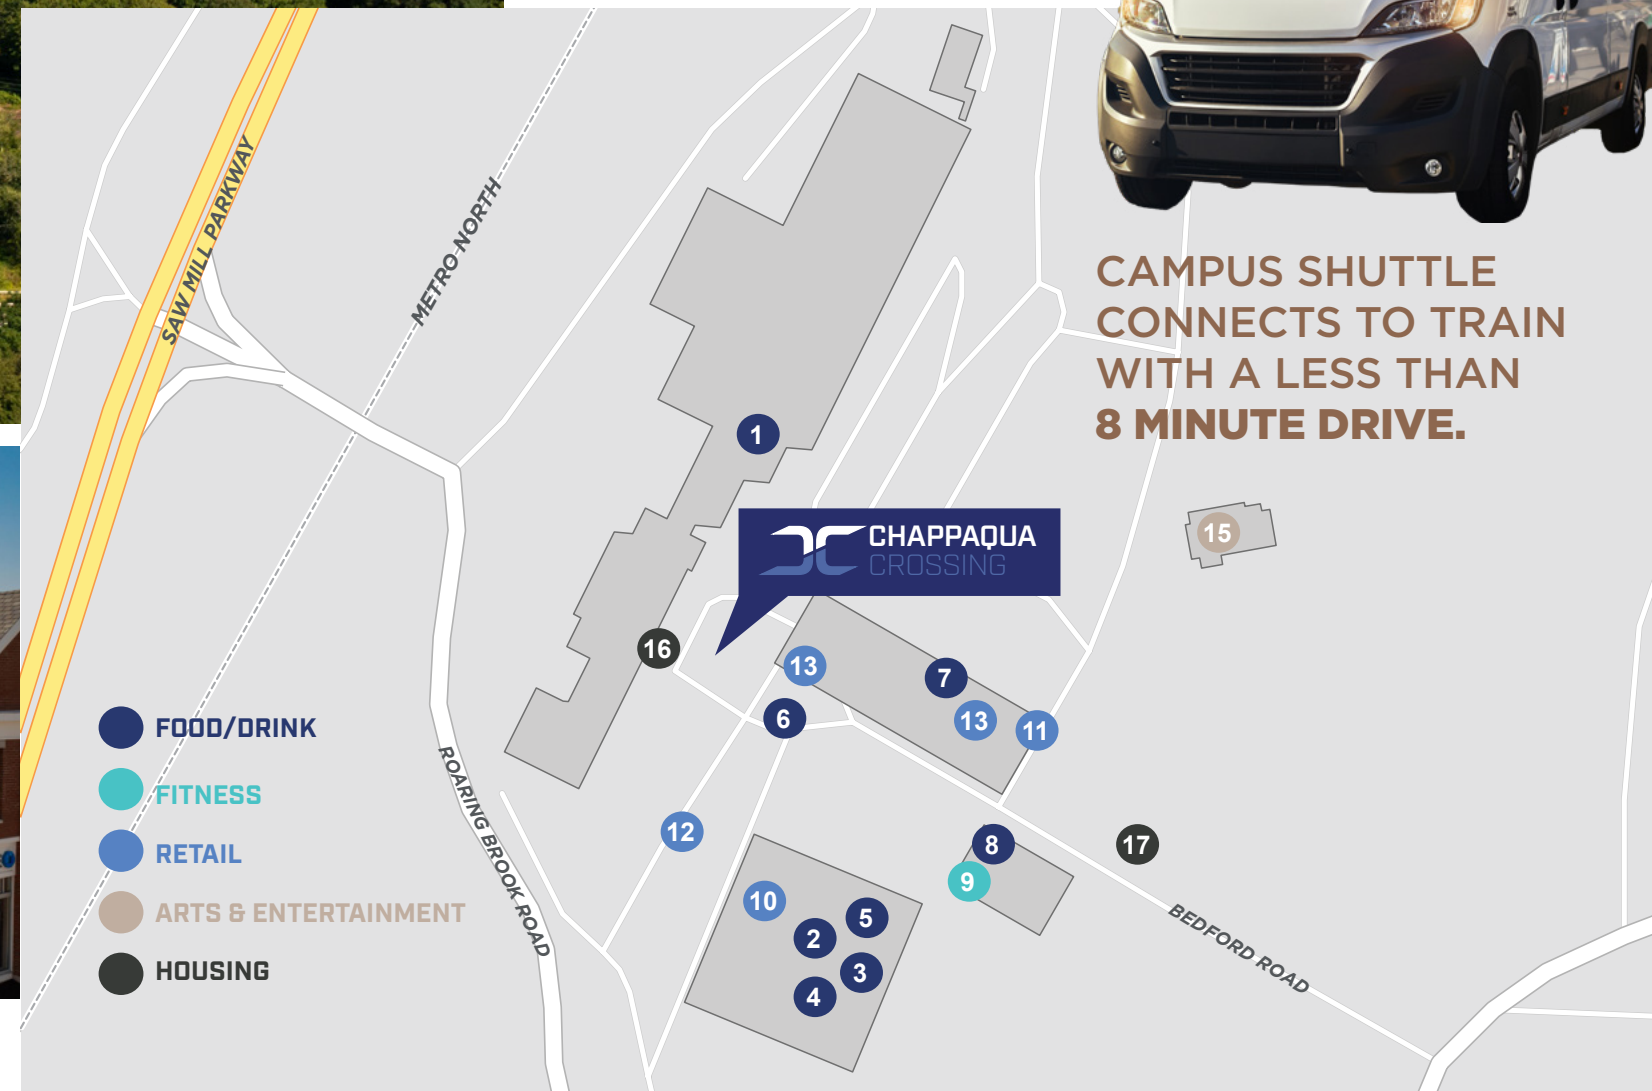 SAW MILL PARKWAY
METRO NORTH
CAMPUS SHUTTLE
CONNECTS TO TRAIN
WITH A LESS THAN
8 MINUTE DRIVE.
1
15
CHAPPAQUA
CROSSING
16
13
7
6
13
11
12
8
17
9
10
5
2
3
4
FOOD/DRINK
FITNESS
RETAIL
ARTS & ENTERTAINMENT
HOUSING
ROARING BROOK ROAD
BEDFORD ROAD